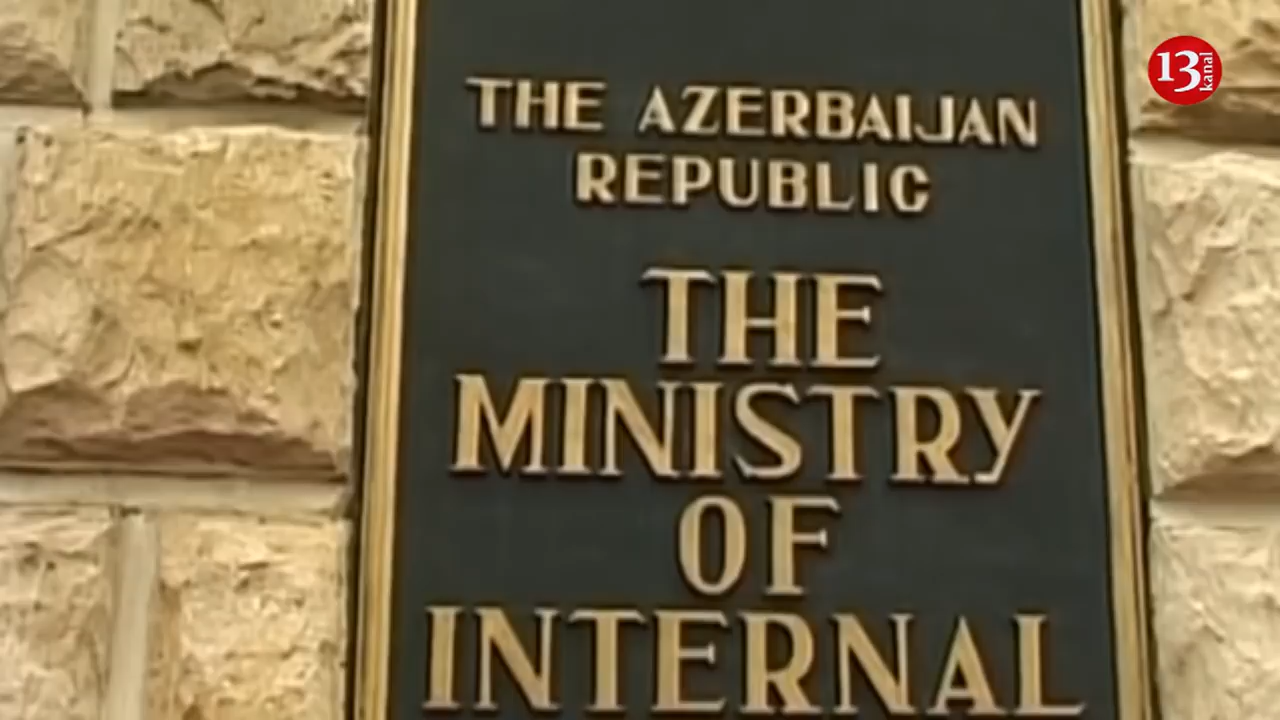 13 kanal
THE AZERBAIJAN
REPUBLIC
THE
MINISTRY
OF
INTERNAL